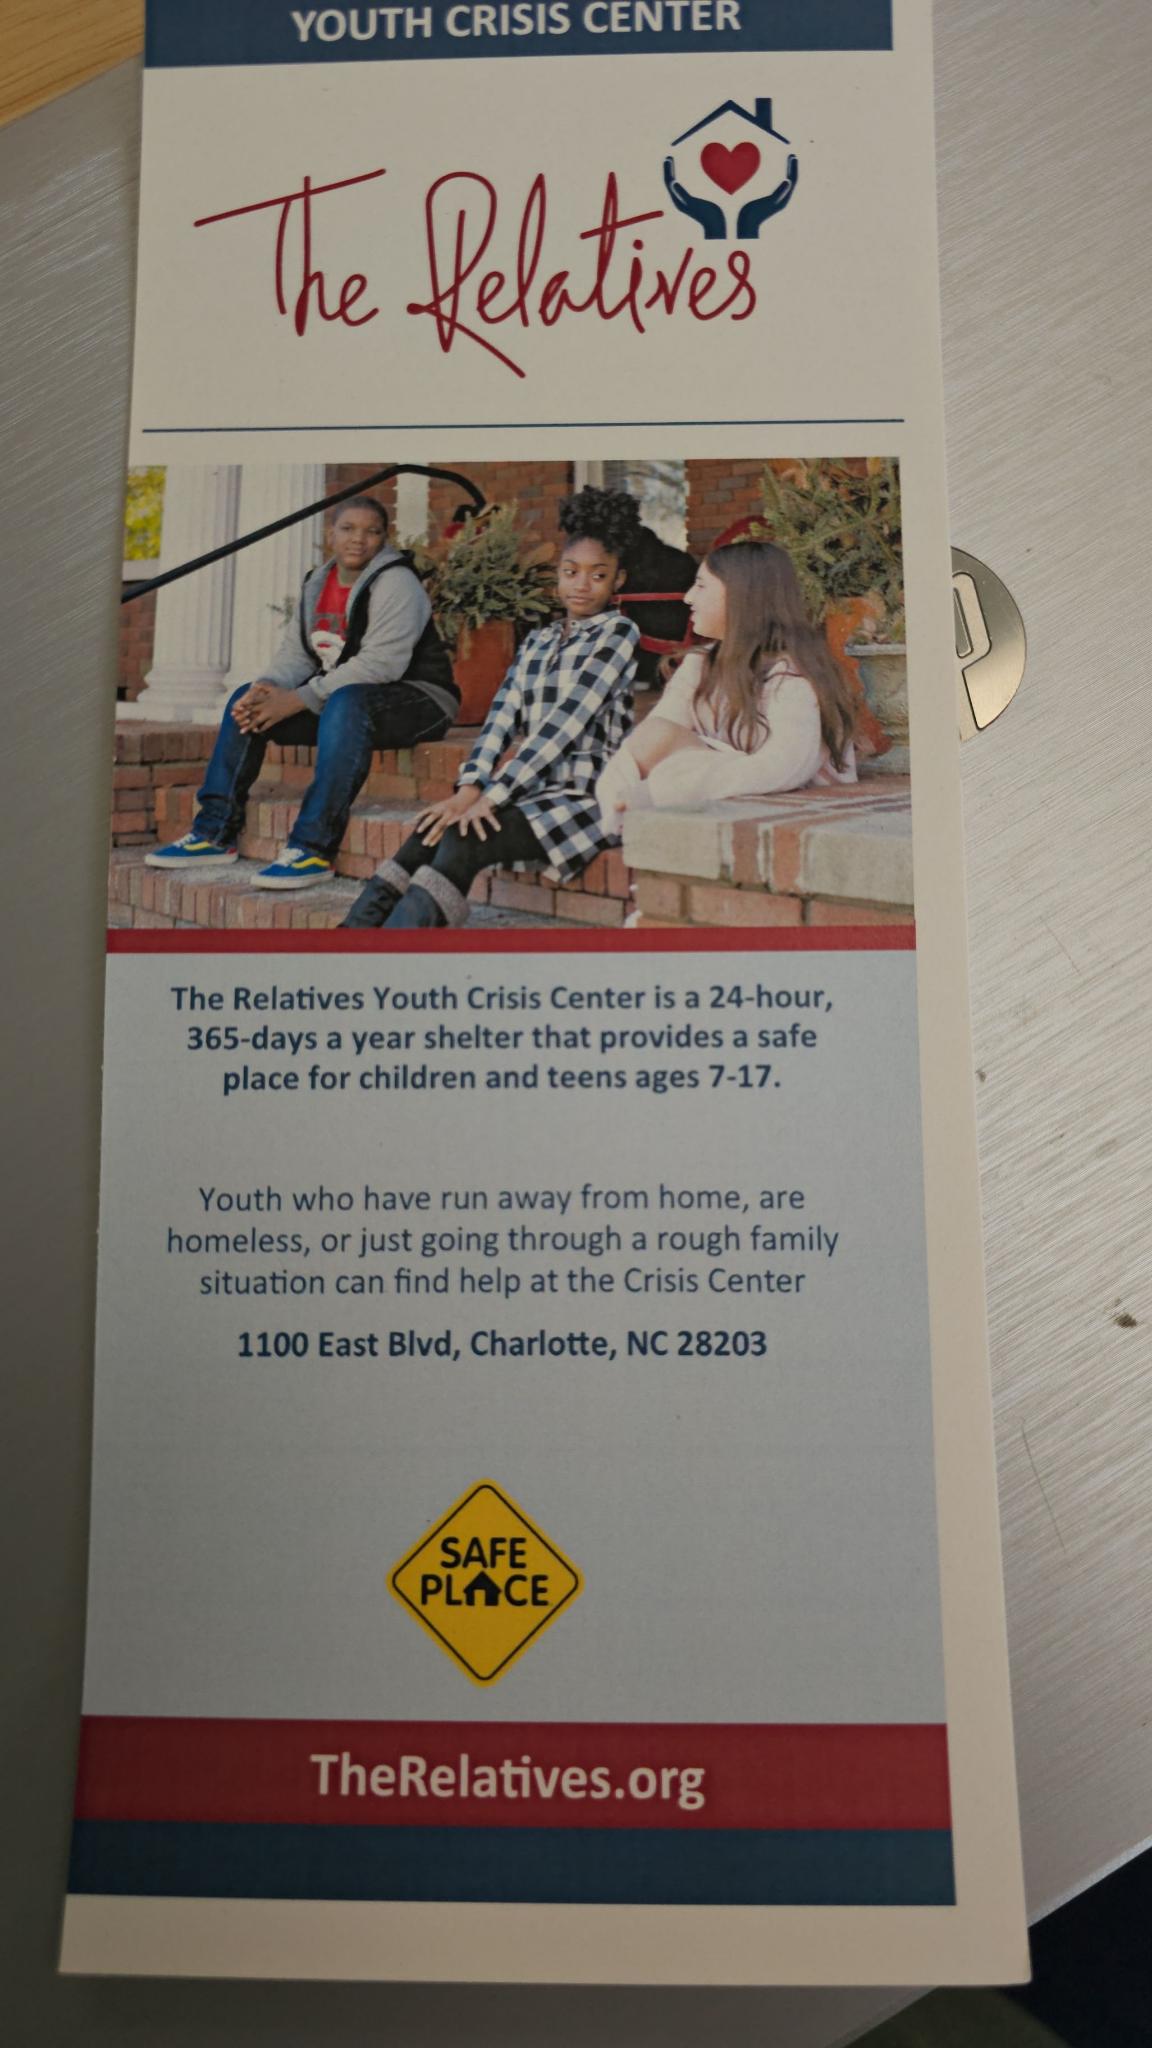 YOUTH CRISIS CENTER
The Relatives
The Relatives Youth Crisis Center is a 24-hour,
365-days a year shelter that provides a safe
place for children and teens ages 7-17.
Youth who have run away from home, are
homeless, or just going through a rough family
situation can find help at the Crisis Center
1100 East Blvd, Charlotte, NC 28203
SAFE
PLACE
TheRelatives.org